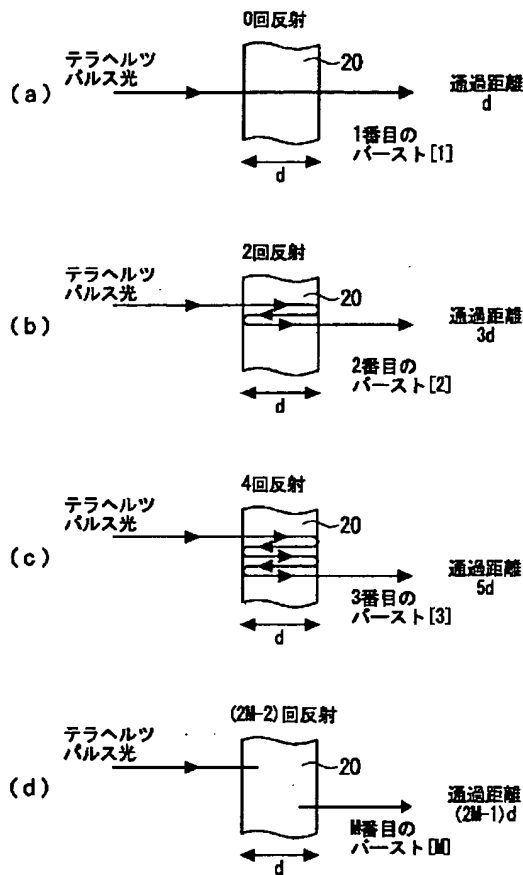 0回反射
テラヘルツ
パルス光
20
(a)
通過距離
d
1番目の
バースト[1]
d
2回反射
テラヘルツ
パルス光
20
(b)
通過距離
3d
2番目の
バースト[2]
d
4回反射
テラヘルツ
パルス光
20
(c)
通過距離
5d
3番目の
バースト[3]
d
(2M-2)回反射
テラヘルツ
パルス光
20
(d)
通過距離
(2M-1)d
M番目の
バースト[M]
d